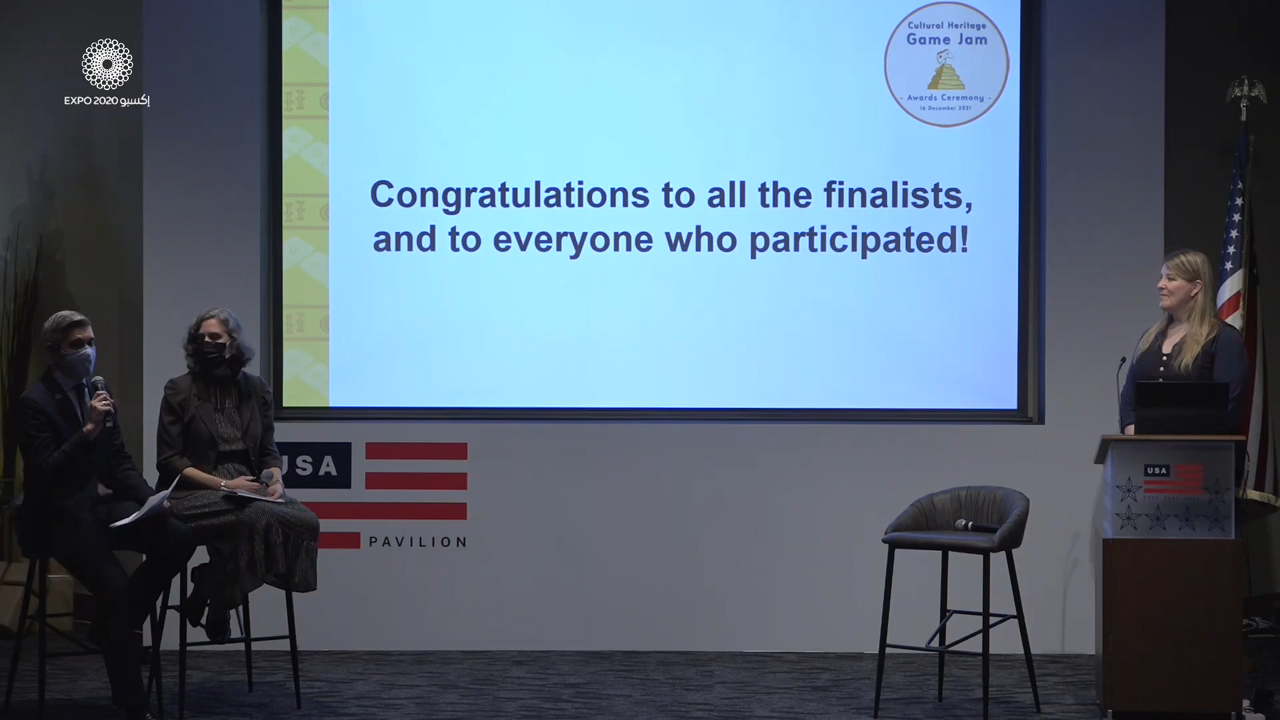 EXPO 2020 إكسبو
Cultural Heritage
Game Jam
- Awards Ceremony -
16 December 2021
Congratulations to all the finalists,
and to everyone who participated!
USA
PAVILION
USA